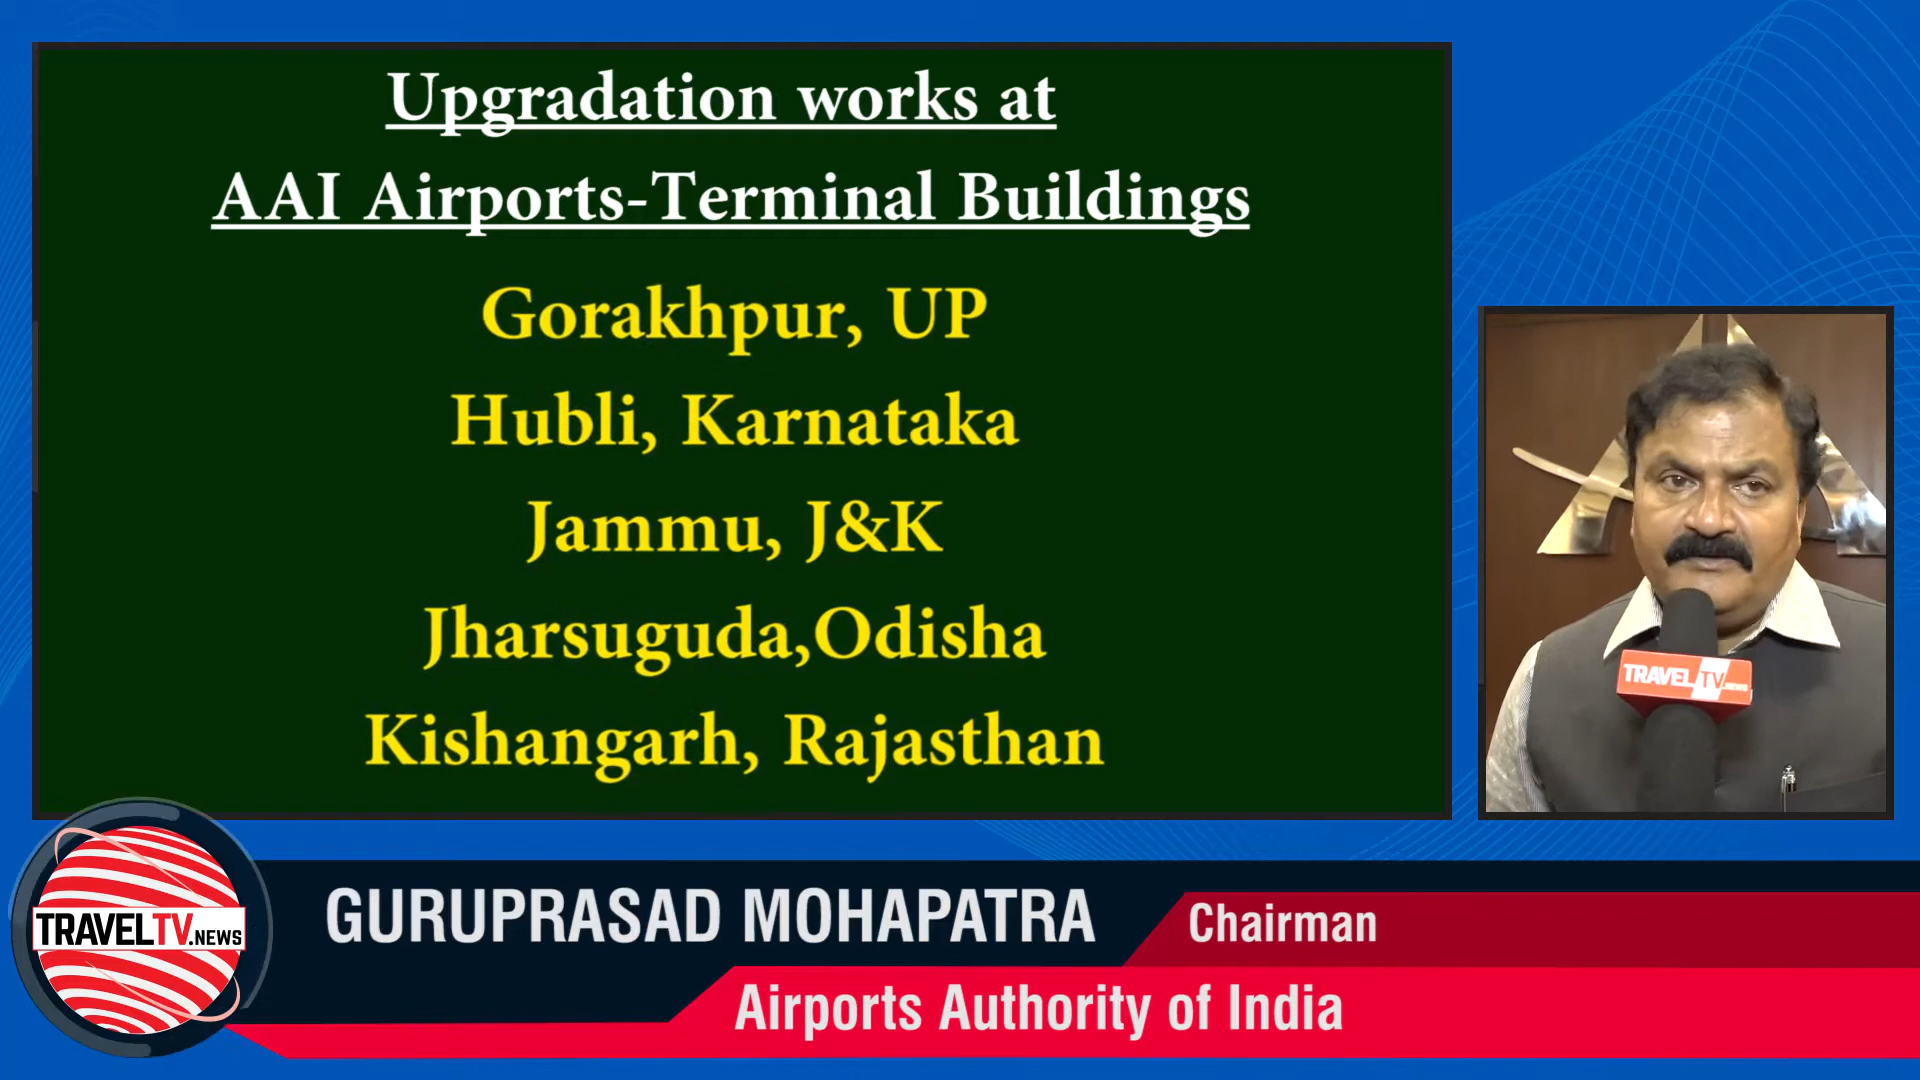 Upgradation works at
AAI Airports-Terminal Buildings
Gorakhpur, UP
Hubli, Karnataka
Jammu, J&K
Jharsuguda,Odisha
Kishangarh, Rajasthan
TRAVEL TV.NEWS
TRAVELTV.NEWS
GURUPRASAD MOHAPATRA
Chairman
Airports Authority of India